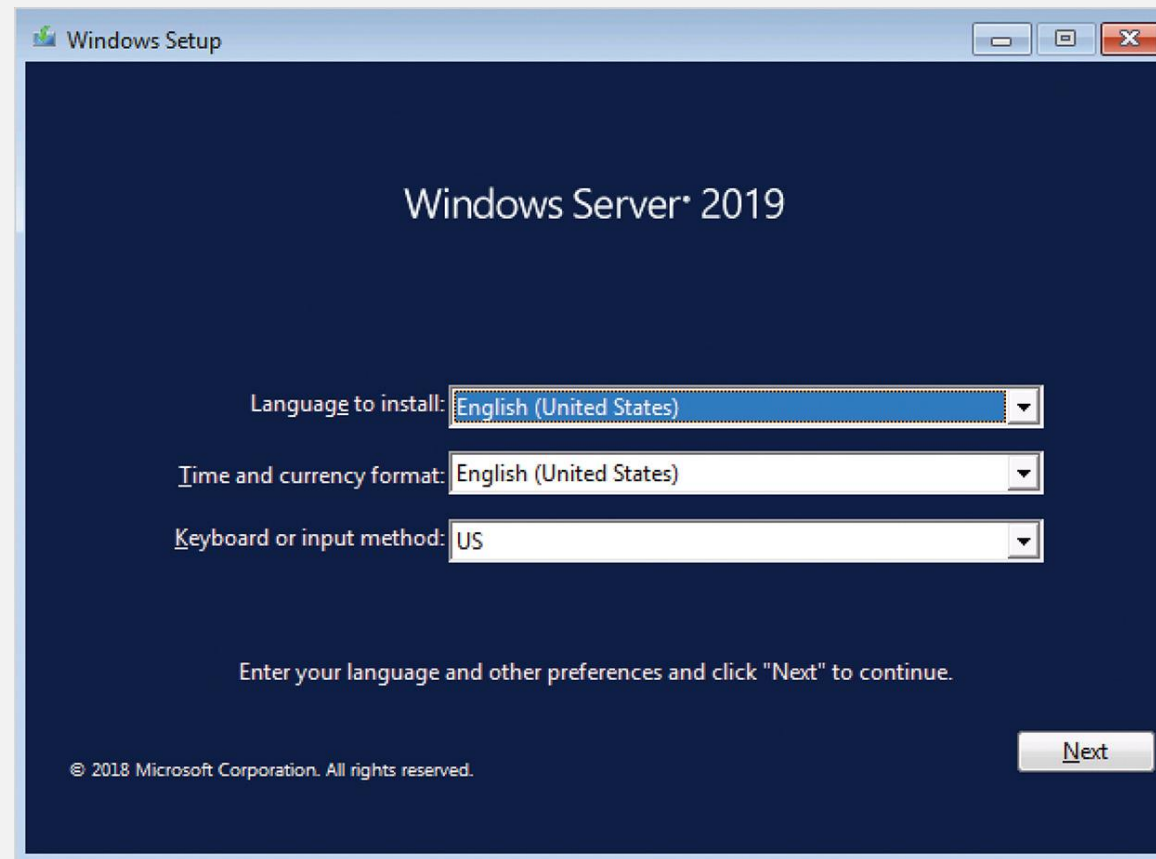 Windows Setup
Windows Server® 2019
Language to install: English (United States)
Time and currency format: English (United States)
Keyboard or input method: US
Enter your language and other preferences and click "Next" to continue.
Next
© 2018 Microsoft Corporation. All rights reserved.